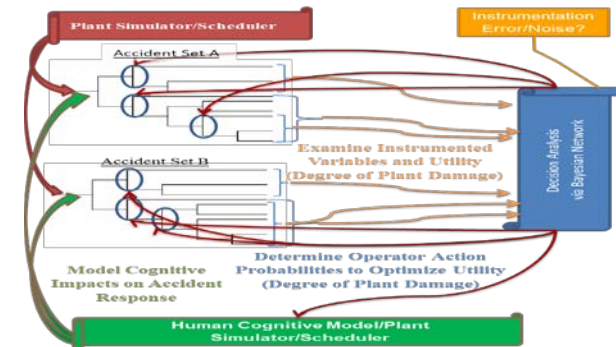 Plant Simulator/Scheduler
Instrumentation
Error/Noise?
Accident Set A
Examine Instrumented
Variables and Utility
(Degree of Plant Damage)
Decision Analysis
via Bayesian Network
Accident Set B
Model Cognitive
Impacts on Accident
Response
Determine Operator Action
Probabilities to Optimize Utility
(Degree of Plant Damage)
Human Cognitive Model/Plant
Simulator/Scheduler